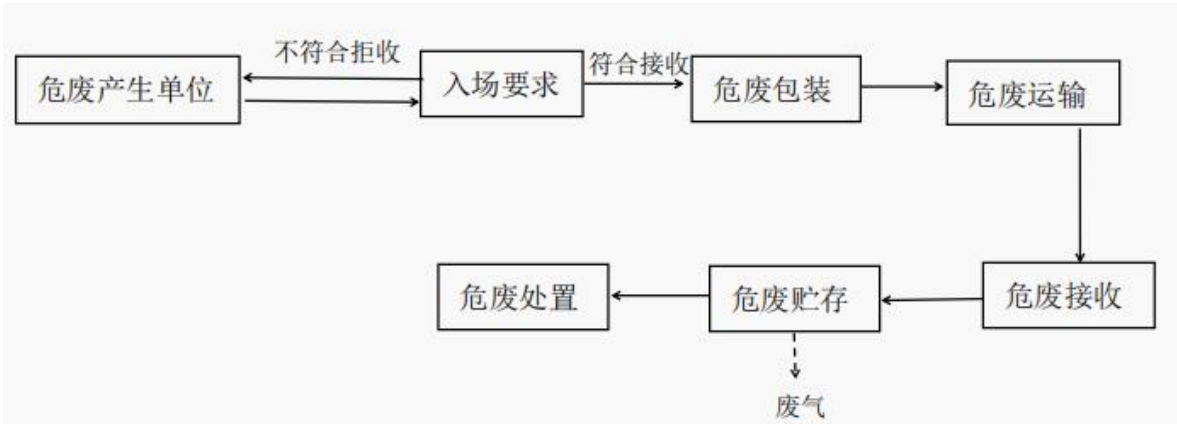 不符合拒收
危废产生单位
入场要求
符合接收
危废包装
危废运输
危废处置
危废贮存
危废接收
废气